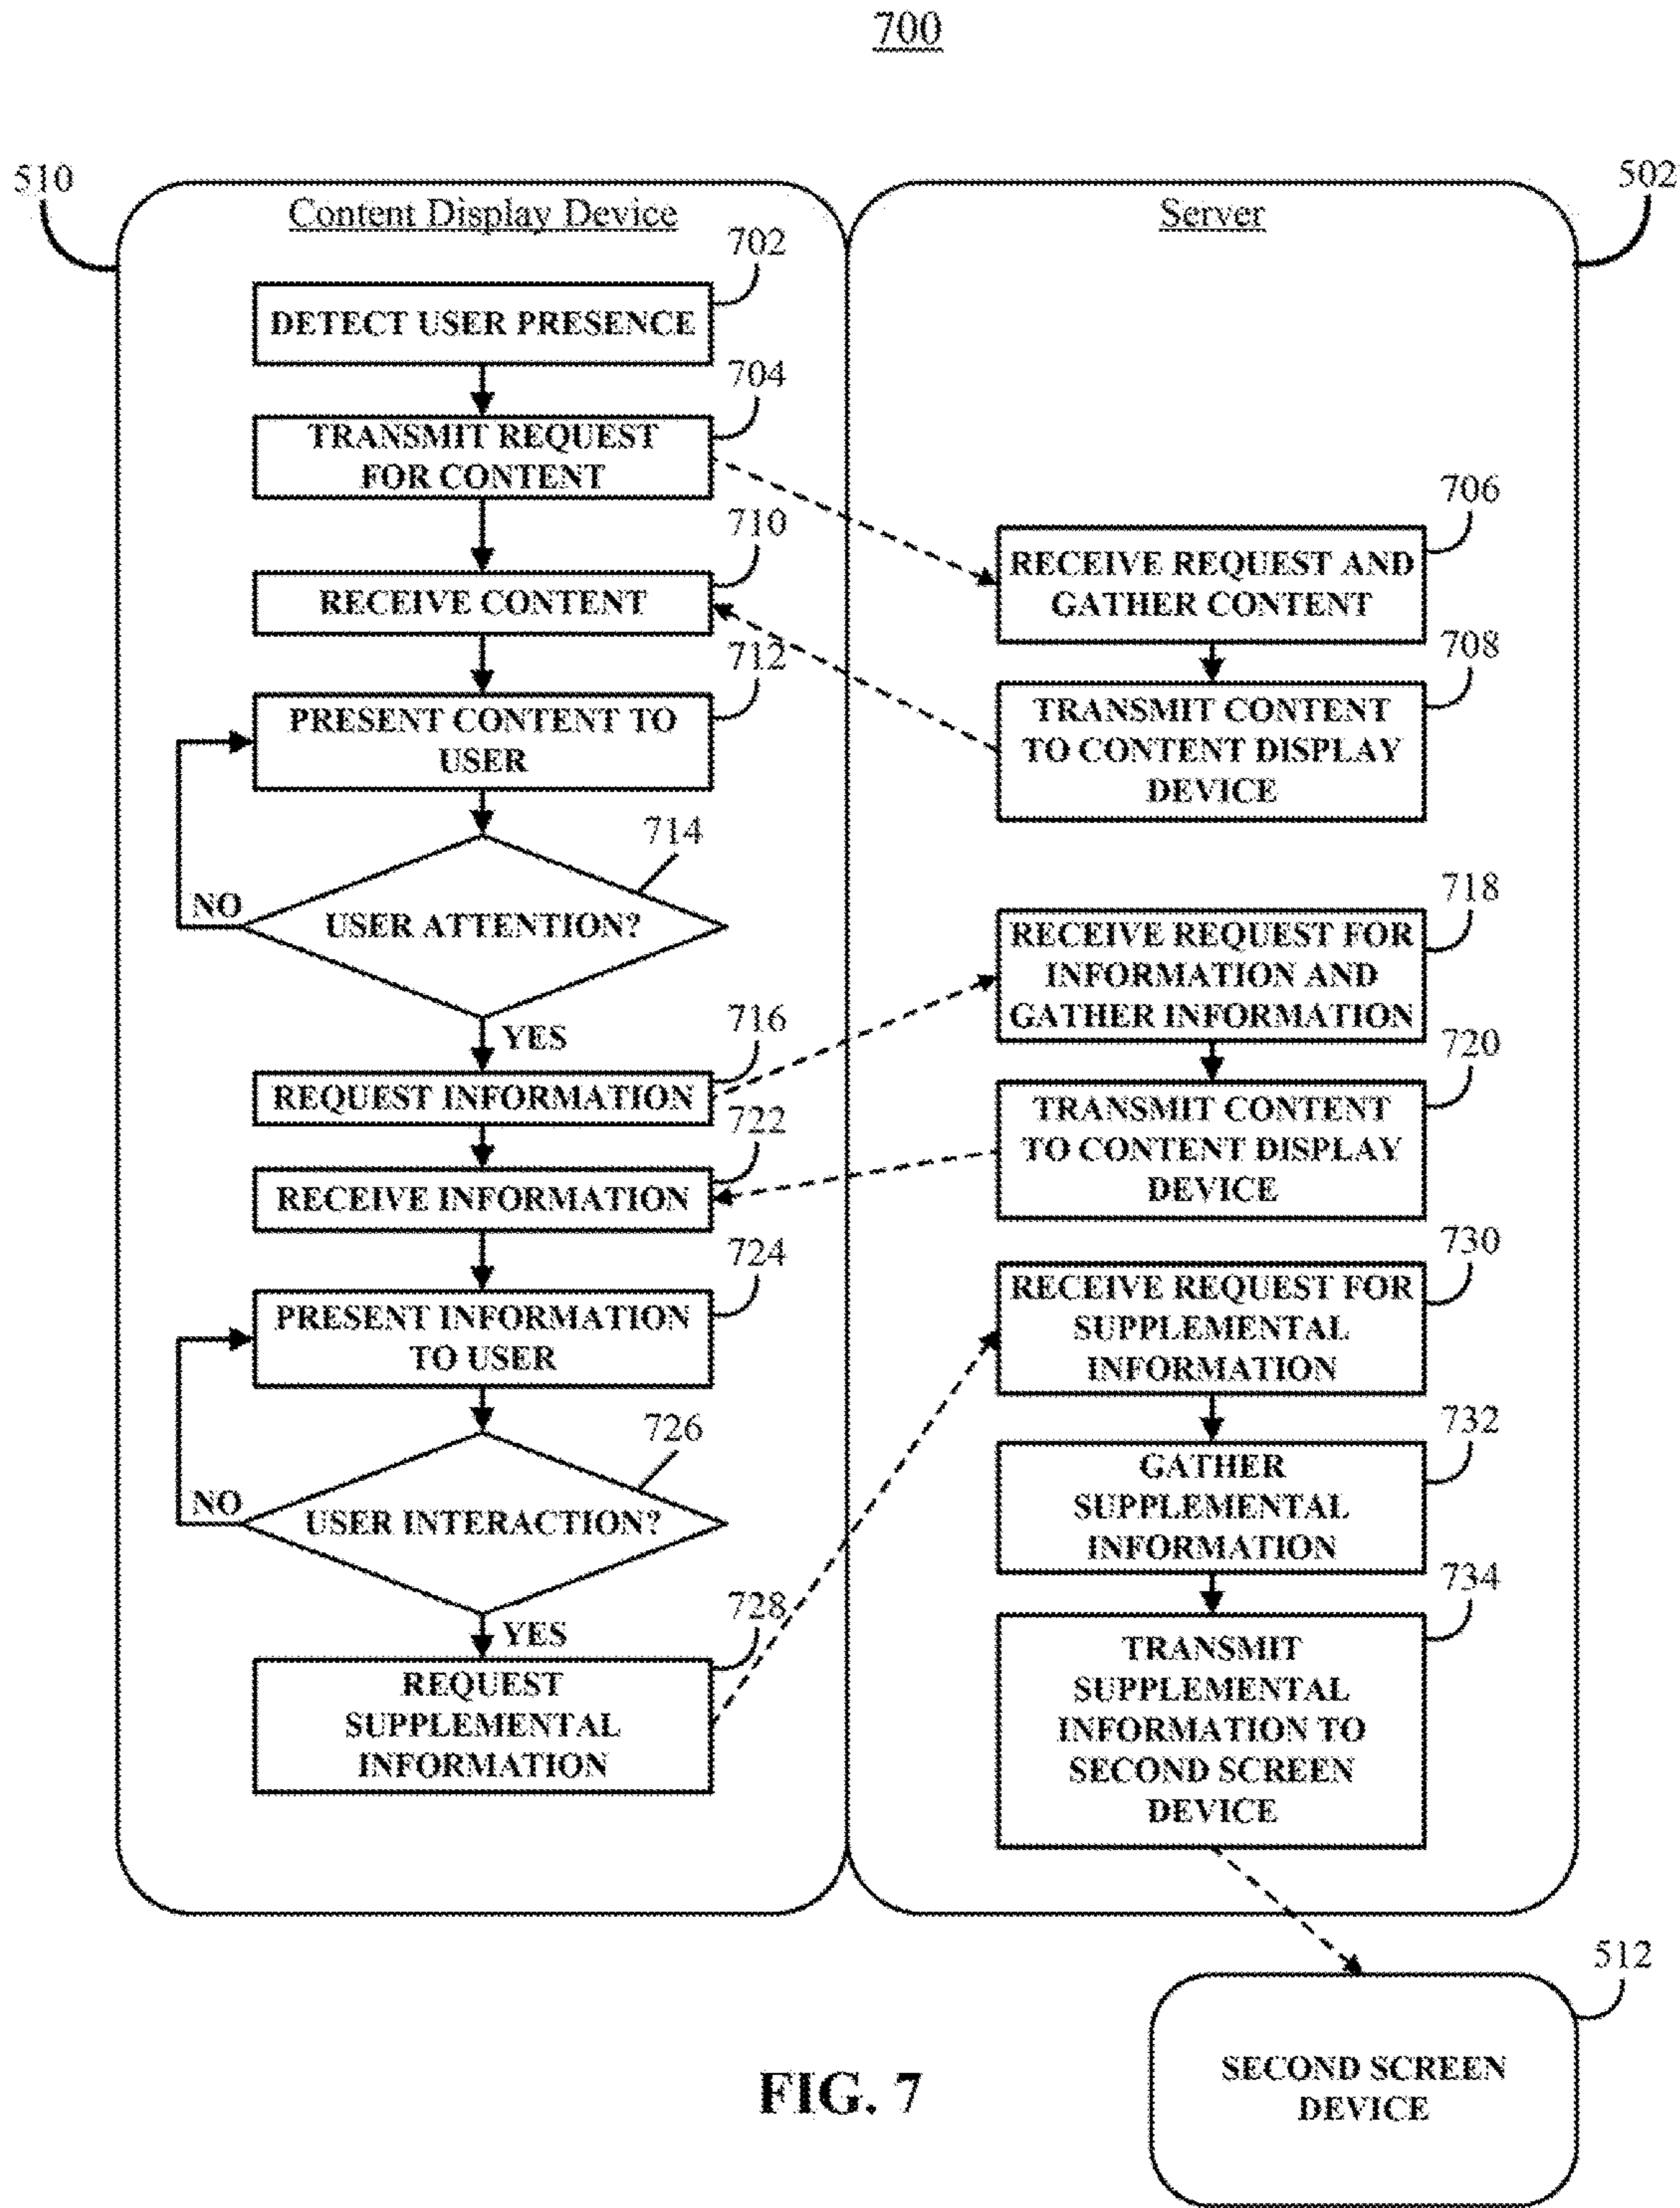 700
510
502
Content Display Device
Server
702
DETECT USER PRESENCE
704
TRANSMIT REQUEST
FOR CONTENT
706
RECEIVE REQUEST AND
GATHER CONTENT
708
TRANSMIT CONTENT
TO CONTENT DISPLAY
DEVICE
710
RECEIVE CONTENT
712
PRESENT CONTENT TO
USER
714
USER ATTENTION?
NO
YES
716
REQUEST INFORMATION
718
RECEIVE REQUEST FOR
INFORMATION AND
GATHER INFORMATION
720
TRANSMIT CONTENT
TO CONTENT DISPLAY
DEVICE
722
RECEIVE INFORMATION
724
PRESENT INFORMATION
TO USER
726
USER INTERACTION?
NO
YES
728
REQUEST
SUPPLEMENTAL
INFORMATION
730
RECEIVE REQUEST FOR
SUPPLEMENTAL
INFORMATION
732
GATHER
SUPPLEMENTAL
INFORMATION
734
TRANSMIT
SUPPLEMENTAL
INFORMATION TO
SECOND SCREEN
DEVICE
512
SECOND SCREEN
DEVICE
FIG. 7